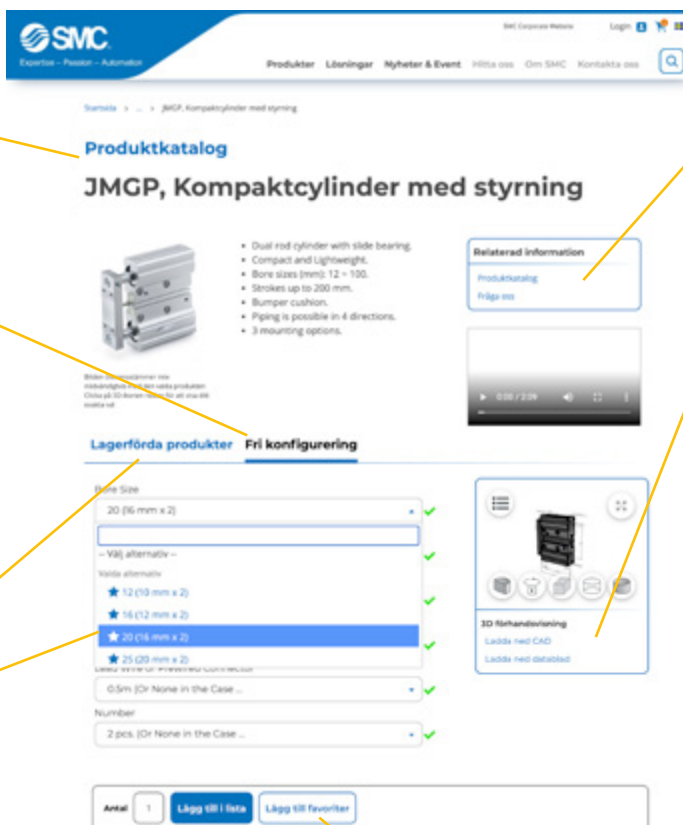 SMC
Expertise – Passion – Automation
SMC Corporate Website
Login
Produkter Lösningar Nyheter & Event Hitta oss Om SMC Kontakta oss
Startsida > ... > JMGP, Kompaktcylinder med styrning
Produktkatalog
JMGP, Kompaktcylinder med styrning
• Dual rod cylinder with slide bearing.
• Compact and Lightweight.
• Bore sizes (mm): 12 ~ 100.
• Strokes up to 200 mm.
• Bumper cushion.
• Piping is possible in 4 directions.
• 3 mounting options.
Relaterad information
Produktkatalog
Fråga oss
0:00 / 2:09
Lagerförda produkter Fri konfigurering
Bore Size
20 (16 mm x 2)
-- Välj alternativ --
Valda alternativ
12 (10 mm x 2)
16 (12 mm x 2)
20 (16 mm x 2)
25 (20 mm x 2)
Lead Wire or Prewired Connector
0.5m (Or None in the Case ...
Number
2 pcs. (Or None in the Case ...
3D förhandsvisning
Ladda ned CAD
Ladda ned datablad
Antal 1 Lägg till i lista Lägg till favoriter